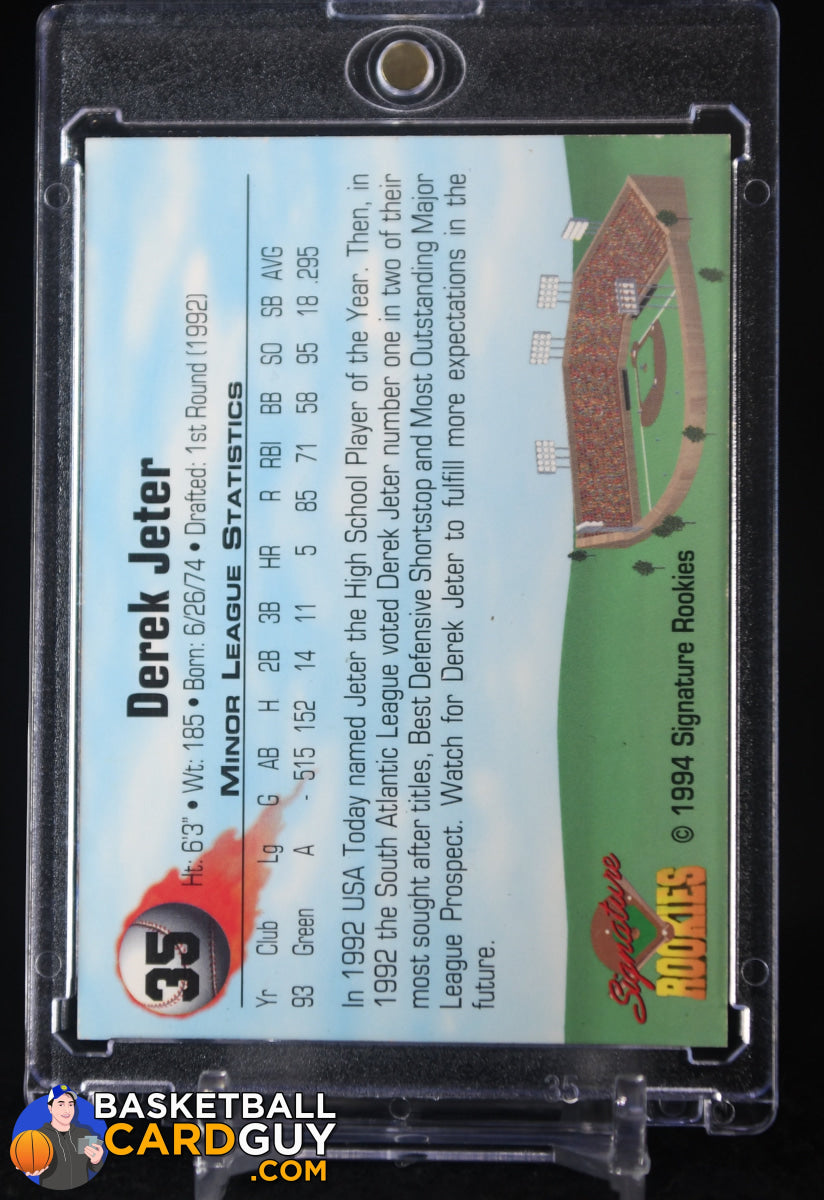 35
Derek Jeter
Ht: 6'3" • Wt: 185 • Born: 6/26/74 • Drafted: 1st Round (1992)
MINOR LEAGUE STATISTICS
Yr Club Lg G AB H 2B 3B HR R RBI BB SO SB AVG
93 Green A - 515 152 14 11 5 85 71 58 95 18 .295
In 1992 USA Today named Jeter the High School Player of the Year. Then, in
1992 the South Atlantic League voted Derek Jeter number one in two of their
most sought after titles, Best Defensive Shortstop and Most Outstanding Major
League Prospect. Watch for Derek Jeter to fulfill more expectations in the
future.
Signature
ROOKIES
© 1994 Signature Rookies
35
BASKETBALL
CARDGUY
.COM